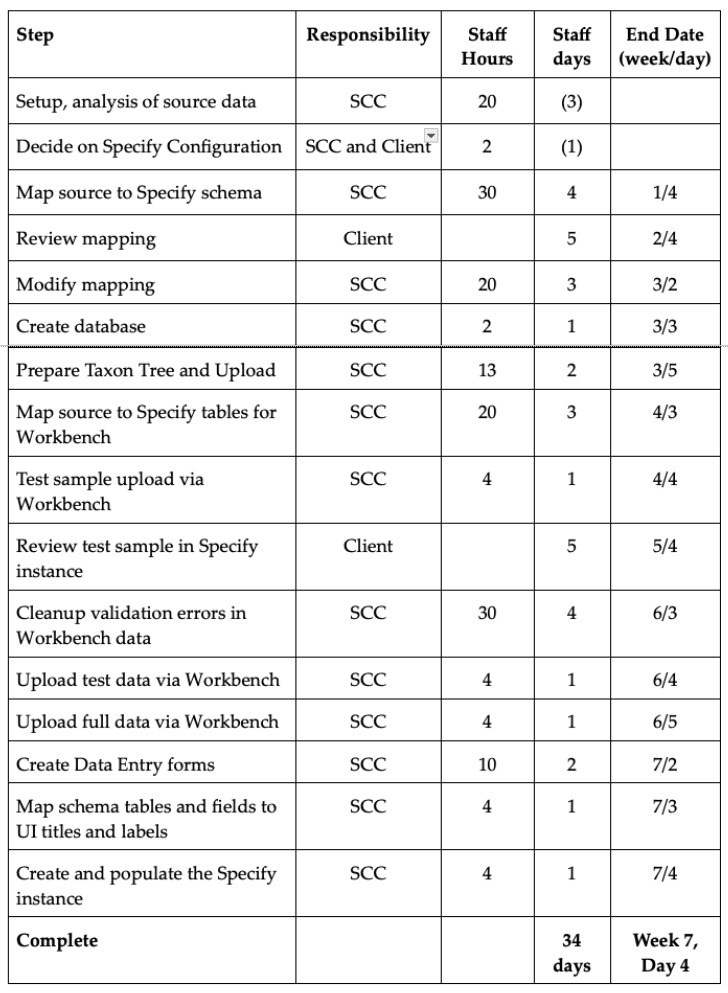 Step Responsibility Staff Hours Staff days End Date (week/day)
Setup, analysis of source data SCC 20 (3)
Decide on Specify Configuration SCC and Client 2 (1)
Map source to Specify schema SCC 30 4 1/4
Review mapping Client 5 2/4
Modify mapping SCC 20 3 3/2
Create database SCC 2 1 3/3
Prepare Taxon Tree and Upload SCC 13 2 3/5
Map source to Specify tables for SCC 20 3 4/3
Workbench
Test sample upload via SCC 4 1 4/4
Workbench
Review test sample in Specify Client 5 5/4
instance
Cleanup validation errors in SCC 30 4 6/3
Workbench data
Upload test data via Workbench SCC 4 1 6/4
Upload full data via Workbench SCC 4 1 6/5
Create Data Entry forms SCC 10 2 7/2
Map schema tables and fields to SCC 4 1 7/3
UI titles and labels
Create and populate the Specify SCC 4 1 7/4
instance
Complete 34 days Week 7, Day 4